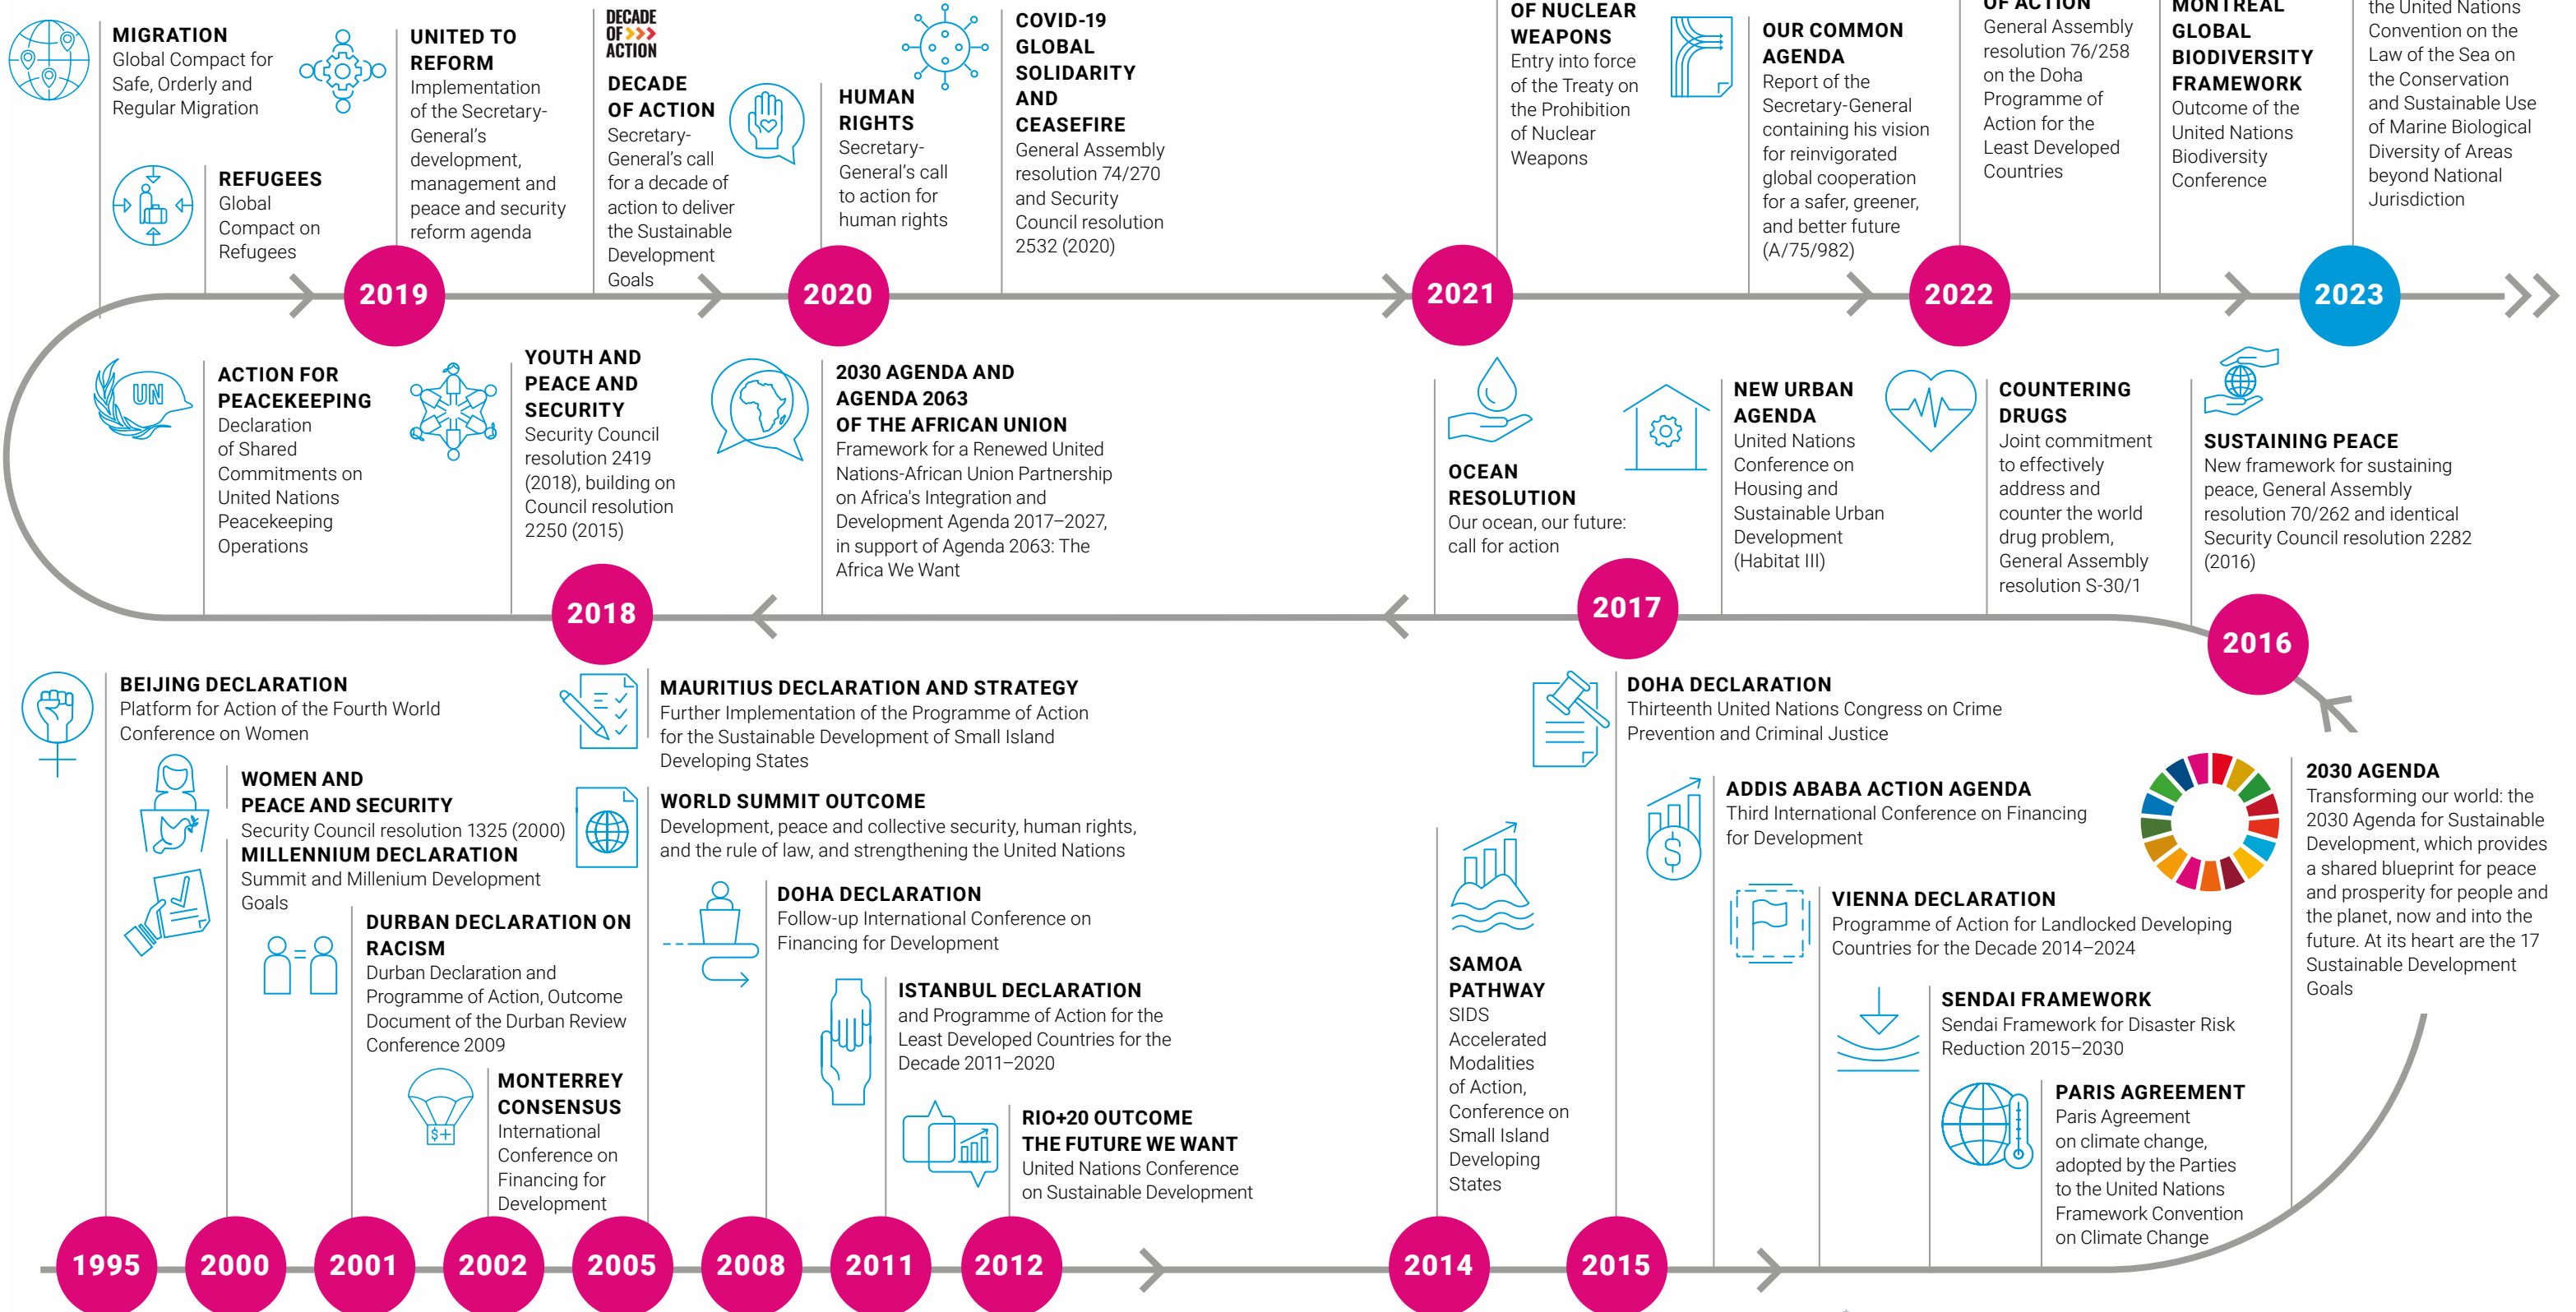 MIGRATION
Global Compact for
Safe, Orderly and
Regular Migration
REFUGEES
Global
Compact on
Refugees
UNITED TO
REFORM
Implementation
of the Secretary-
General's
development,
management and
peace and security
reform agenda
DECADE
OF
ACTION
DECADE
OF ACTION
Secretary-
General's call
for a decade of
action to deliver
the Sustainable
Development
Goals
HUMAN
RIGHTS
Secretary-
General's call
to action for
human rights
COVID-19
GLOBAL
SOLIDARITY
AND
CEASEFIRE
General Assembly
resolution 74/270
and Security
Council resolution
2532 (2020)
OF NUCLEAR
WEAPONS
Entry into force
of the Treaty on
the Prohibition
of Nuclear
Weapons
OUR COMMON
AGENDA
Report of the
Secretary-General
containing his vision
for reinvigorated
global cooperation
for a safer, greener,
and better future
(A/75/982)
OF ACTION
General Assembly
resolution 76/258
on the Doha
Programme of
Action for the
Least Developed
Countries
MONTREAL
GLOBAL
BIODIVERSITY
FRAMEWORK
Outcome of the
United Nations
Biodiversity
Conference
the United Nations
Convention on the
Law of the Sea on
the Conservation
and Sustainable Use
of Marine Biological
Diversity of Areas
beyond National
Jurisdiction
2019
2020
2021
2022
2023
UN
ACTION FOR
PEACEKEEPING
Declaration
of Shared
Commitments on
United Nations
Peacekeeping
Operations
YOUTH AND
PEACE AND
SECURITY
Security Council
resolution 2419
(2018), building on
Council resolution
2250 (2015)
2030 AGENDA AND
AGENDA 2063
OF THE AFRICAN UNION
Framework for a Renewed United
Nations-African Union Partnership
on Africa's Integration and
Development Agenda 2017–2027,
in support of Agenda 2063: The
Africa We Want
OCEAN
RESOLUTION
Our ocean, our future:
call for action
NEW URBAN
AGENDA
United Nations
Conference on
Housing and
Sustainable Urban
Development
(Habitat III)
COUNTERING
DRUGS
Joint commitment
to effectively
address and
counter the world
drug problem,
General Assembly
resolution S-30/1
SUSTAINING PEACE
New framework for sustaining
peace, General Assembly
resolution 70/262 and identical
Security Council resolution 2282
(2016)
2018
2017
2016
BEIJING DECLARATION
Platform for Action of the Fourth World
Conference on Women
WOMEN AND
PEACE AND SECURITY
Security Council resolution 1325 (2000)
MILLENNIUM DECLARATION
Summit and Millenium Development
Goals
DURBAN DECLARATION ON
RACISM
Durban Declaration and
Programme of Action, Outcome
Document of the Durban Review
Conference 2009
$+
MONTERREY
CONSENSUS
International
Conference on
Financing for
Development
MAURITIUS DECLARATION AND STRATEGY
Further Implementation of the Programme of Action
for the Sustainable Development of Small Island
Developing States
WORLD SUMMIT OUTCOME
Development, peace and collective security, human rights,
and the rule of law, and strengthening the United Nations
DOHA DECLARATION
Follow-up International Conference on
Financing for Development
ISTANBUL DECLARATION
and Programme of Action for the
Least Developed Countries for the
Decade 2011–2020
RIO+20 OUTCOME
THE FUTURE WE WANT
United Nations Conference
on Sustainable Development
SAMOA
PATHWAY
SIDS
Accelerated
Modalities
of Action,
Conference on
Small Island
Developing
States
DOHA DECLARATION
Thirteenth United Nations Congress on Crime
Prevention and Criminal Justice
$
ADDIS ABABA ACTION AGENDA
Third International Conference on Financing
for Development
VIENNA DECLARATION
Programme of Action for Landlocked Developing
Countries for the Decade 2014–2024
SENDAI FRAMEWORK
Sendai Framework for Disaster Risk
Reduction 2015–2030
PARIS AGREEMENT
Paris Agreement
on climate change,
adopted by the Parties
to the United Nations
Framework Convention
on Climate Change
2030 AGENDA
Transforming our world: the
2030 Agenda for Sustainable
Development, which provides
a shared blueprint for peace
and prosperity for people and
the planet, now and into the
future. At its heart are the 17
Sustainable Development
Goals
1995
2000
2001
2002
2005
2008
2011
2012
2014
2015